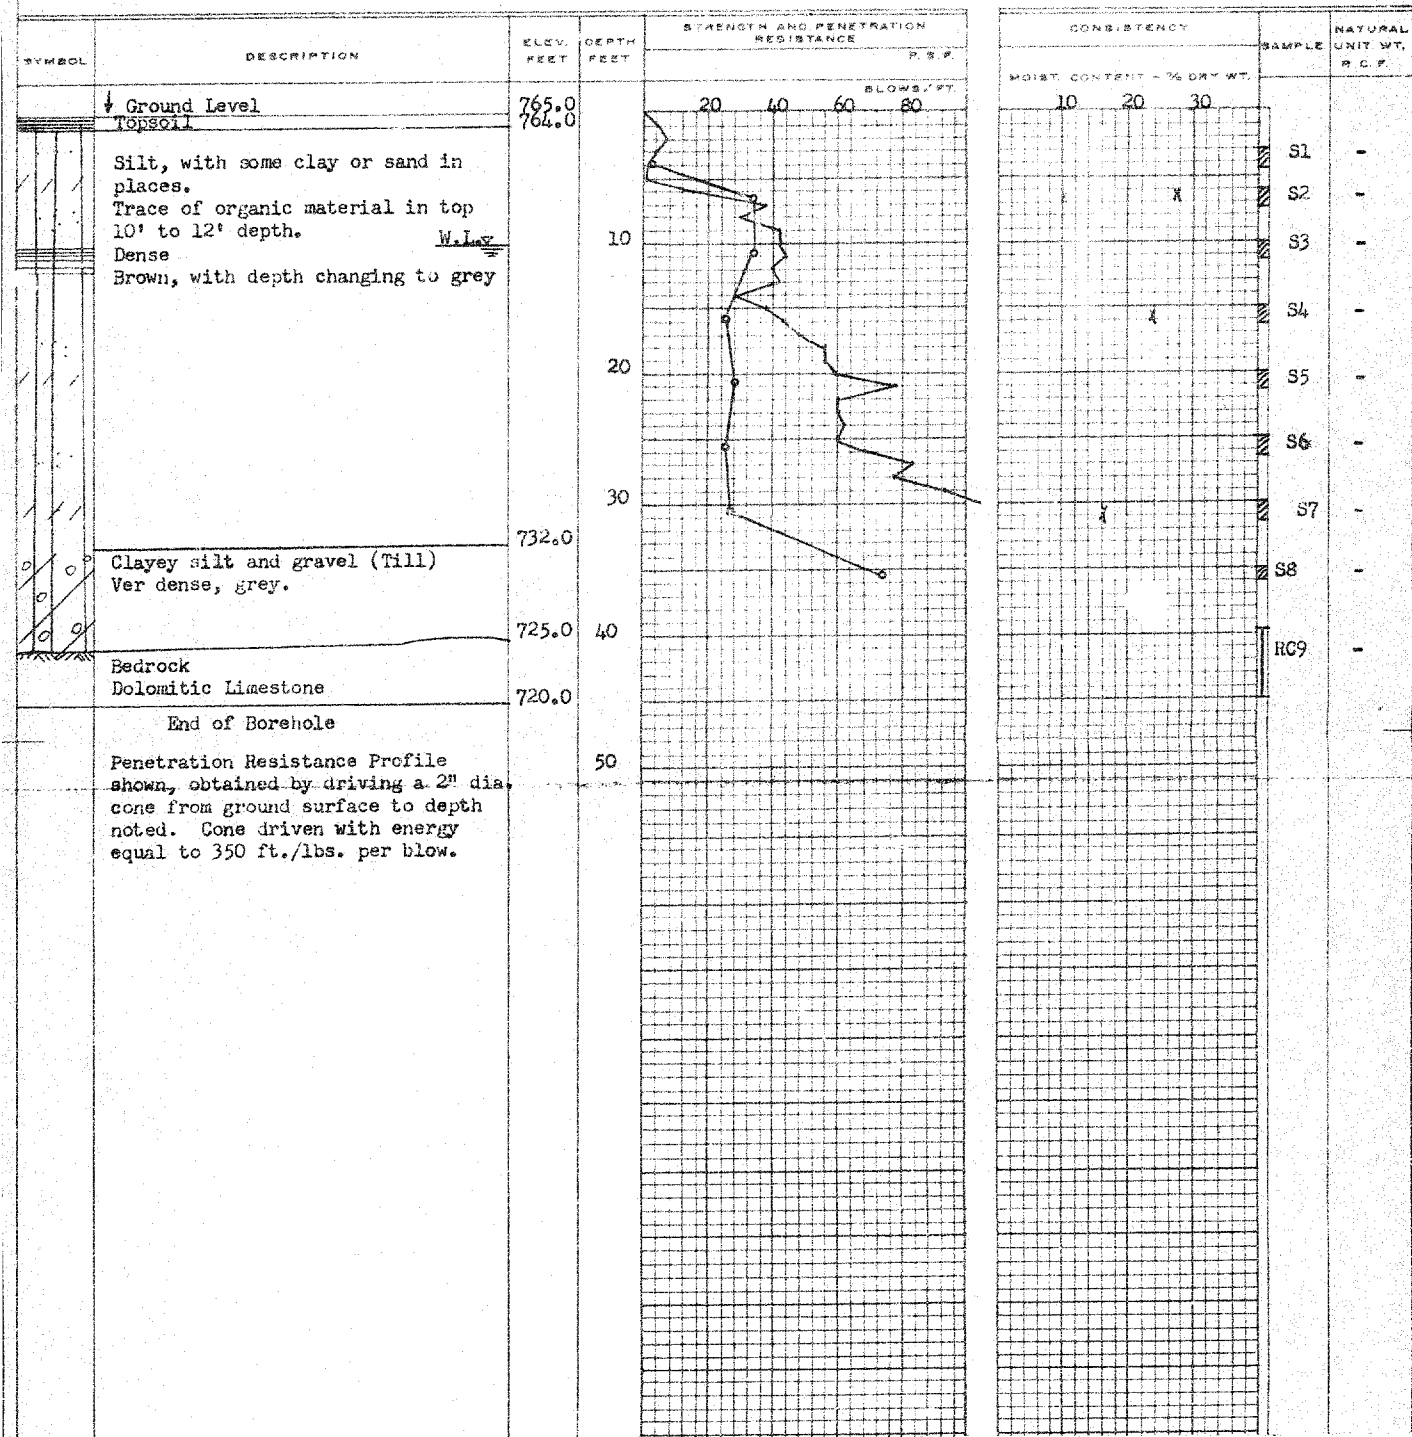 SYMBOL
DESCRIPTION
ELEV. FEET
DEPTH FEET
STRENGTH AND PENETRATION RESISTANCE
P. S. F.
BLOWS/FT.
CONSISTENCY
MOIST. CONTENT - % DRY WT.
SAMPLE
NATURAL UNIT WT. P. C. F.
20 40 60 80
10 20 30
Ground Level 765.0
Topsoil 764.0
Silt, with some clay or sand in
places.
Trace of organic material in top
10' to 12' depth. W.L.
Dense
Brown, with depth changing to grey
732.0
Clayey silt and gravel (Till)
Ver dense, grey.
725.0
Bedrock
Dolomitic Limestone
720.0
End of Borehole
Penetration Resistance Profile
shown, obtained by driving a 2" dia.
cone from ground surface to depth
noted. Cone driven with energy
equal to 350 ft./lbs. per blow.
10
20
30
40
50
S1 -
S2 -
S3 -
S4 -
S5 -
S6 -
S7 -
S8 -
RC9 -